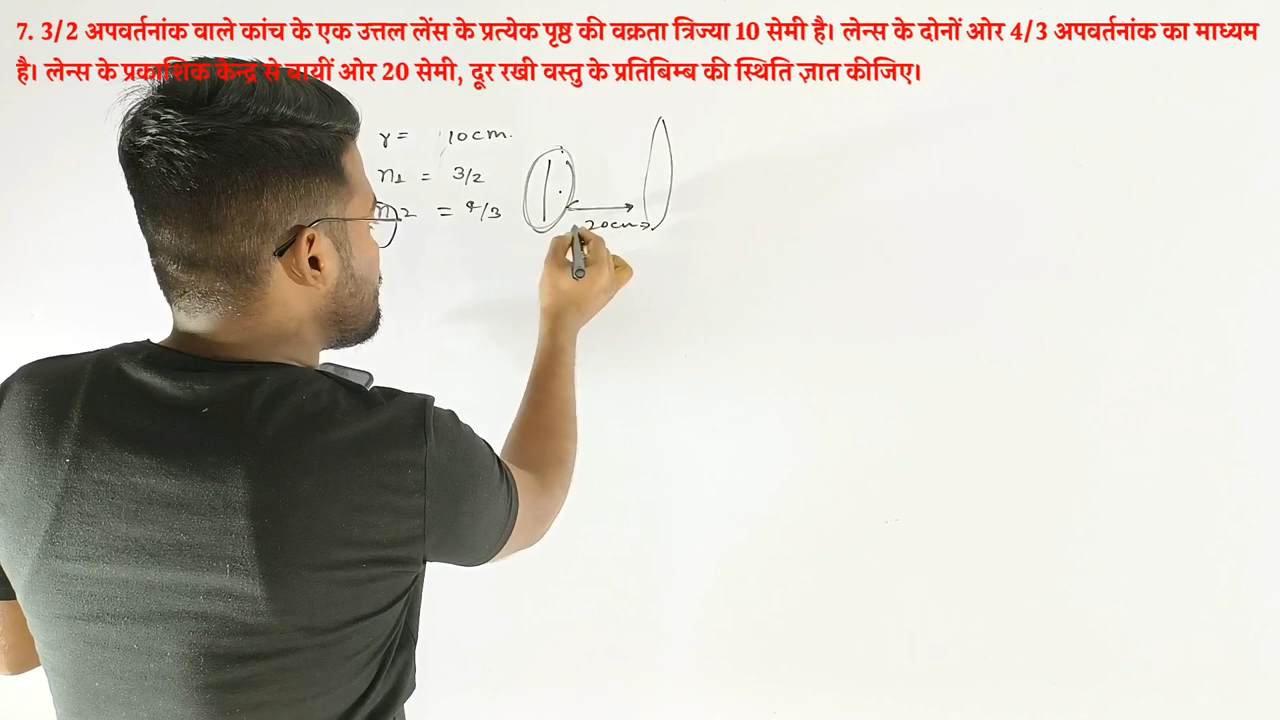 7. 3/2 अपवर्तनांक वाले कांच के एक उत्तल लेंस के प्रत्येक पृष्ठ की वक्रता त्रिज्या 10 सेमी है। लेन्स के दोनों ओर 4/3 अपवर्तनांक का माध्यम
है। लेन्स के प्रकाशिक केन्द्र से बायीं ओर 20 सेमी, दूर रखी वस्तु के प्रतिबिम्ब की स्थिति ज्ञात कीजिए।
r = 10cm.
n1 = 3/2
n2 = 4/3
20cm